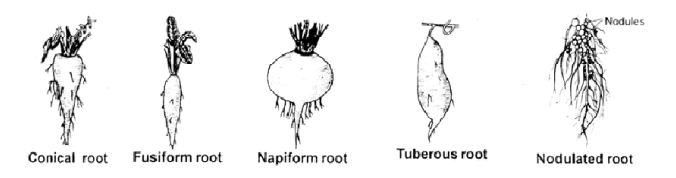 Nodules
Conical root
Fusiform root
Napiform root
Tuberous root
Nodulated root